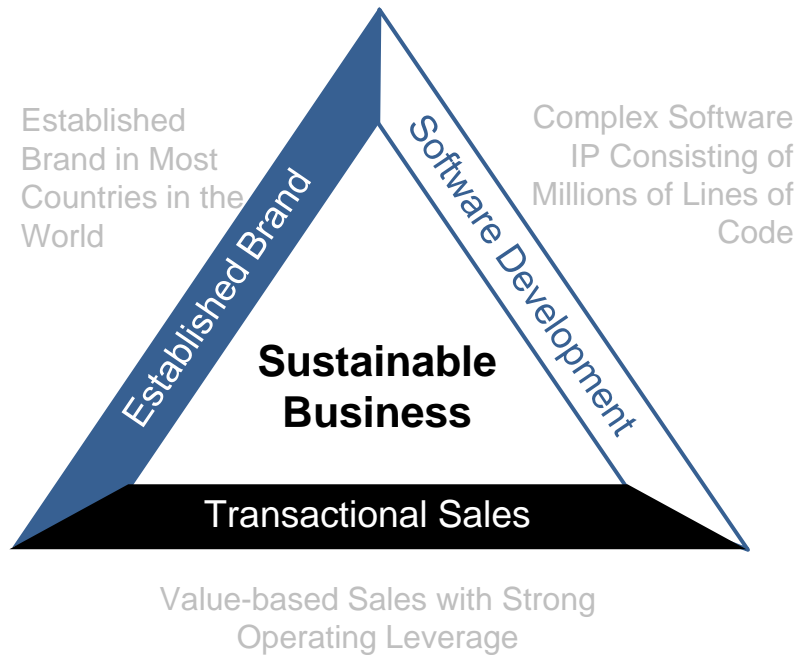 Established
Brand in Most
Countries in the
World
Complex Software
IP Consisting of
Millions of Lines of
Code
Established Brand
Software Development
Sustainable
Business
Transactional Sales
Value-based Sales with Strong
Operating Leverage